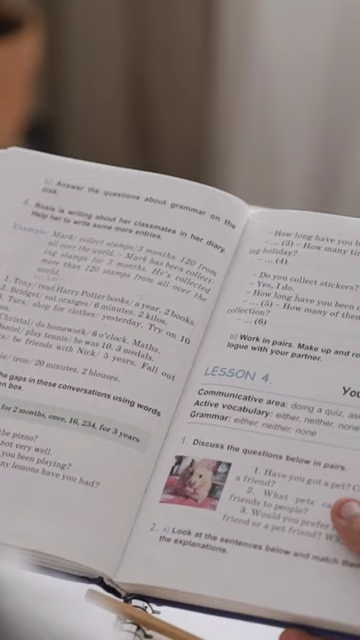 b) Answer the questions about grammar on the
disk.
4. Rosie is writing about her classmates in her diary.
Help her to write some more entries.
Example: Mark/ collect stamps/3 months, 120 from
all over the world. – Mark has been collect-
ing stamps for 3 months. He's collected
more than 120 stamps from all over the
world.
1. Tony/ read Harry Potter books/ a year, 2 books.
2. Bridget/ eat oranges/ 6 minutes, 2 kilos.
3. Tara/ shop for clothes/ yesterday. Try on 10
Christa/ do homework/ 6 o'clock. Maths,
play tennis/ he was 10. 3 medals.
be friends with Nick/ 5 years. Fall out
iron/ 20 minutes. 2 blouses.
the gaps in these conversations using words
box.
for 2 months, once, 16, 234, for 3 years
the piano?
not very well.
you been playing?
ny lessons have you had?
– How long have you b
– ... (3) – How many ti
ing holiday?
– ... (4)
– Do you collect stickers?
– Yes, I do.
– How long have you been c
– ... (5) – How many of them
collection?
– ... (6)
b) Work in pairs. Make up and ro
logue with your partner.
LESSON 4.
You
Communicative area: doing a quiz, as
Active vocabulary: either, neither, none
Grammar: either, neither, none
1. Discuss the questions below in pairs.
1. Have you got a pet?
a friend?
2. What pets ca
friends to people?
3. Would you prefer
friend or a pet friend?
2. a) Look at the sentences below and match them
the explanations.